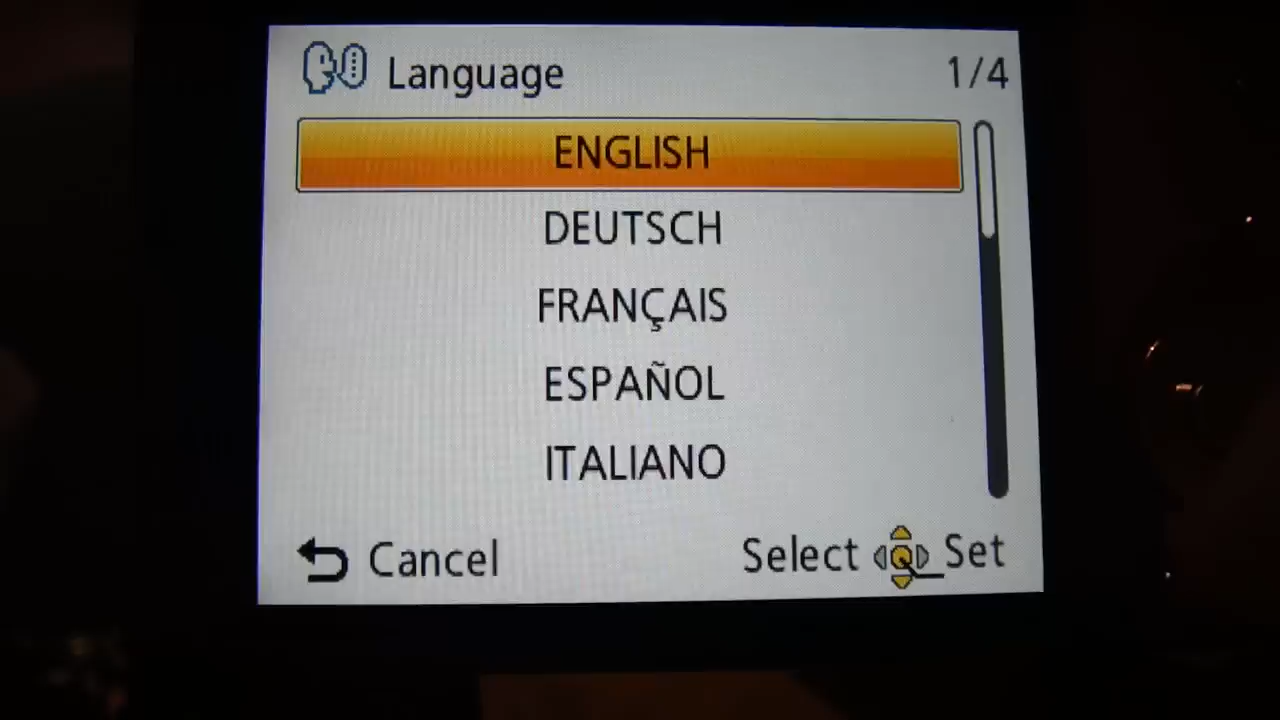 Language 1/4
ENGLISH
DEUTSCH
FRANÇAIS
ESPAÑOL
ITALIANO
Cancel Select Set